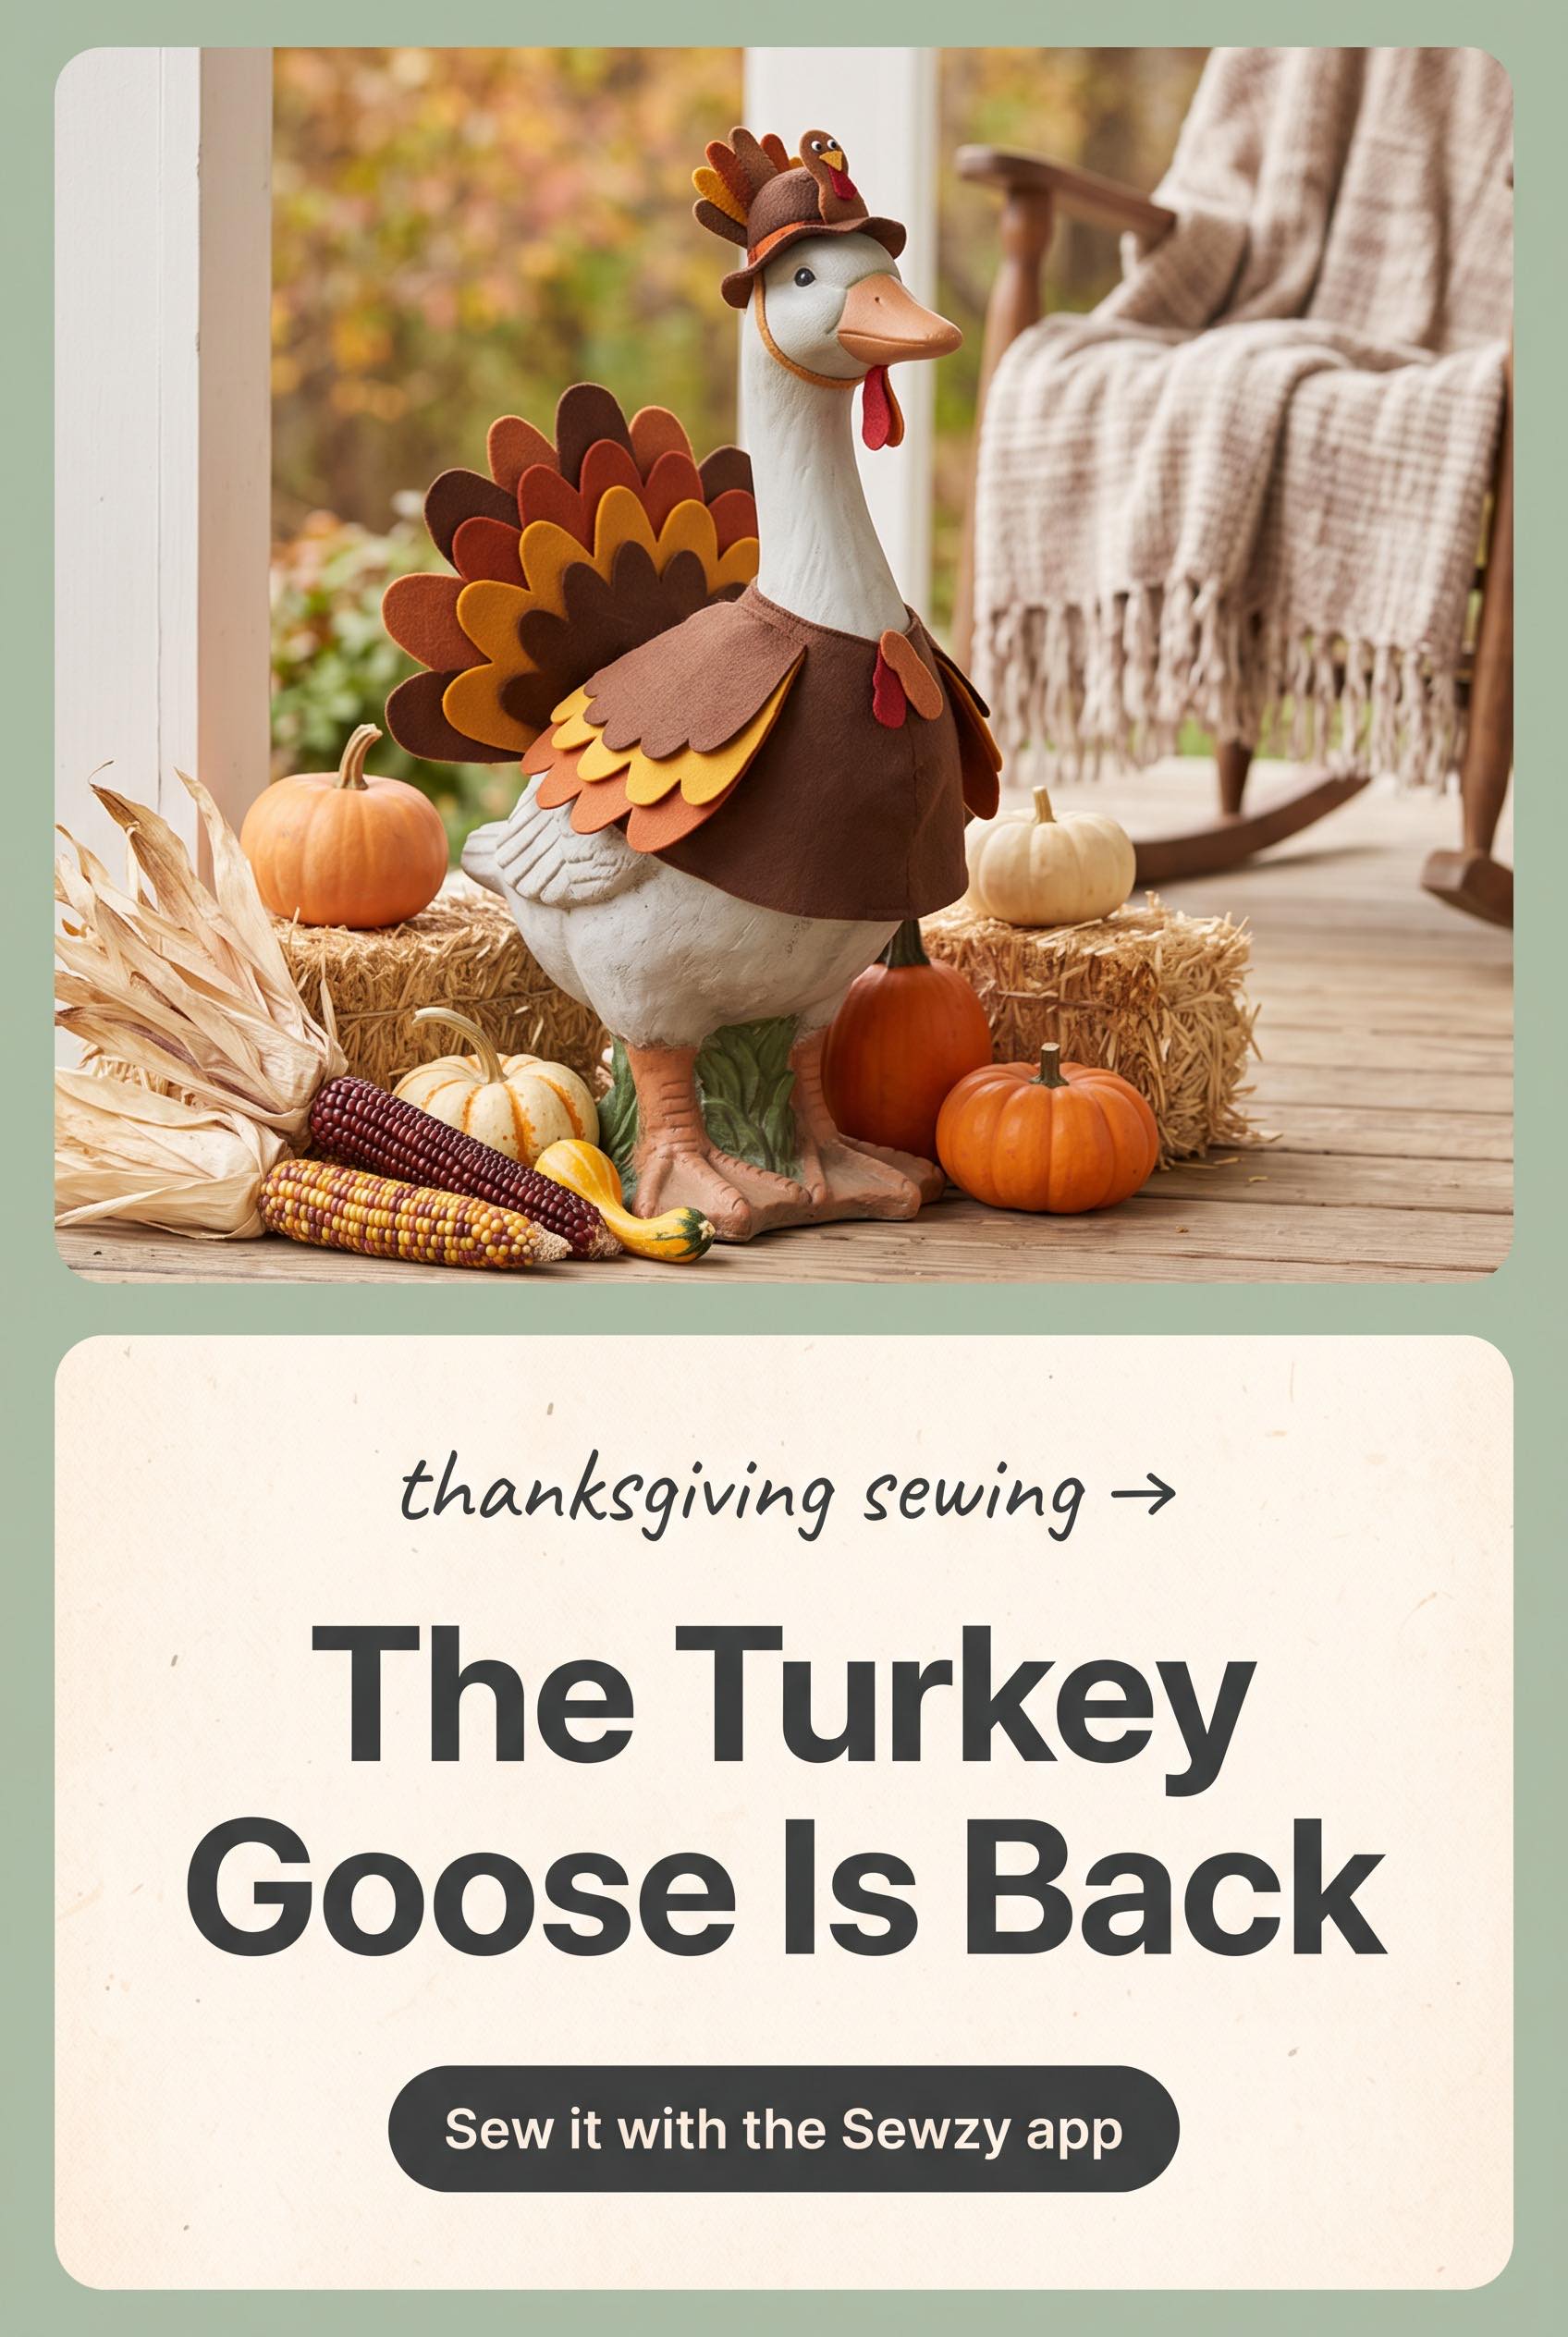 thanksgiving sewing →
The Turkey
Goose Is Back
Sew it with the Sewzy app